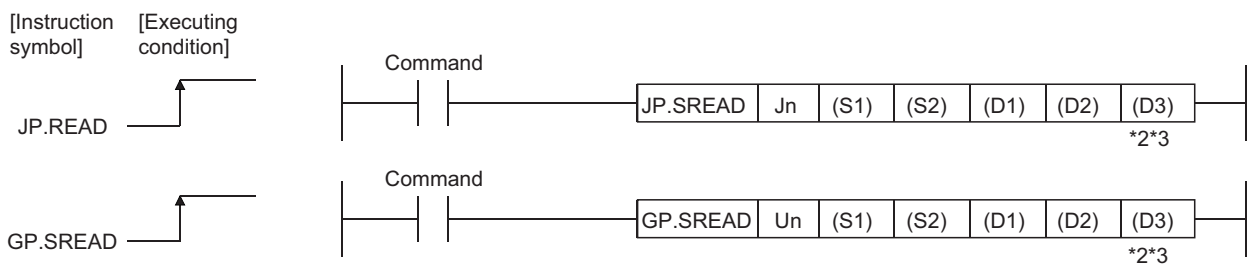 [Instruction symbol] [Executing condition]
Command
JP.READ
JP.SREAD Jn (S1) (S2) (D1) (D2) (D3)
*2*3
Command
GP.SREAD
GP.SREAD Un (S1) (S2) (D1) (D2) (D3)
*2*3